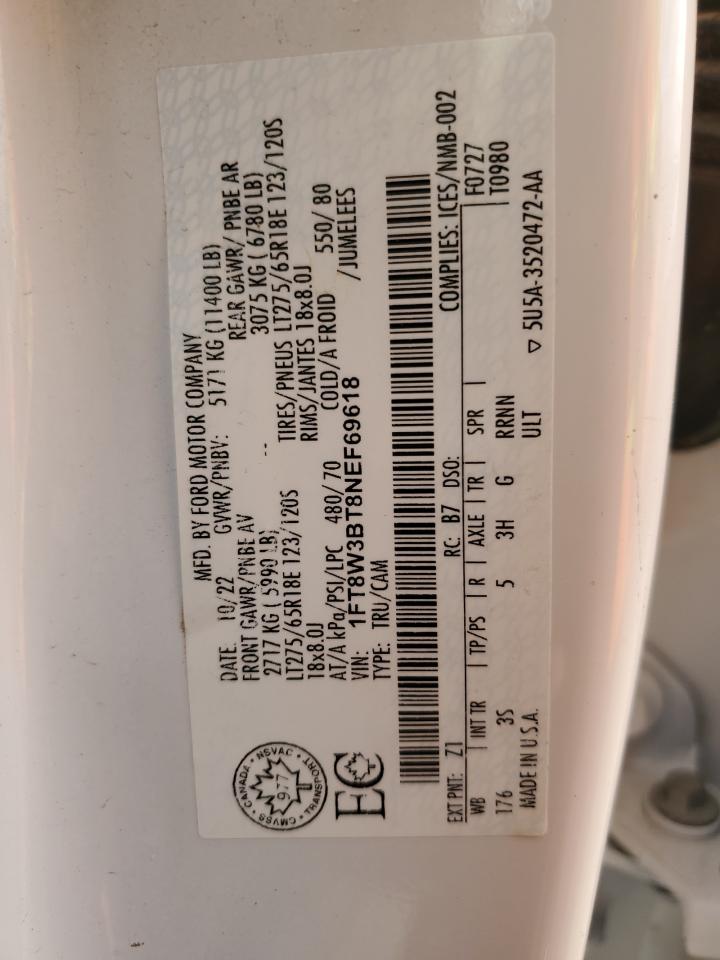 MFD. BY FORD MOTOR COMPANY
DATE: 10/22 GVWR/PNBV: 5171 KG (11400 LB)
FRONT GAWR/PNBE AV REAR GAWR/ PNBE AR
2717 KG ( 5990 LB) -- 3075 KG ( 6780 LB)
LT275/65R18E 123/120S TIRES/PNEUS LT275/65R18E 123/120S
18x8.0J RIMS/JANTES 18x8.0J
AT/A kPa/PSI/LPC 480/ 70 COLD/A FROID 550/ 80
VIN: 1FT8W3BT8NEF69618 /JUMELEES
TYPE: TRU/CAM
CANADA · NSVAC · TRANSPORT · CMVSS ·
977
EC
EXT PNT: Z1 RC: B7 DSO: COMPLIES: ICES/NMB-002
WB INT TR TP/PS R AXLE TR SPR F0727
176 3S 5 3H G RRNN T0980
MADE IN U.S.A. ULT ▽ 5U5A-3520472-AA